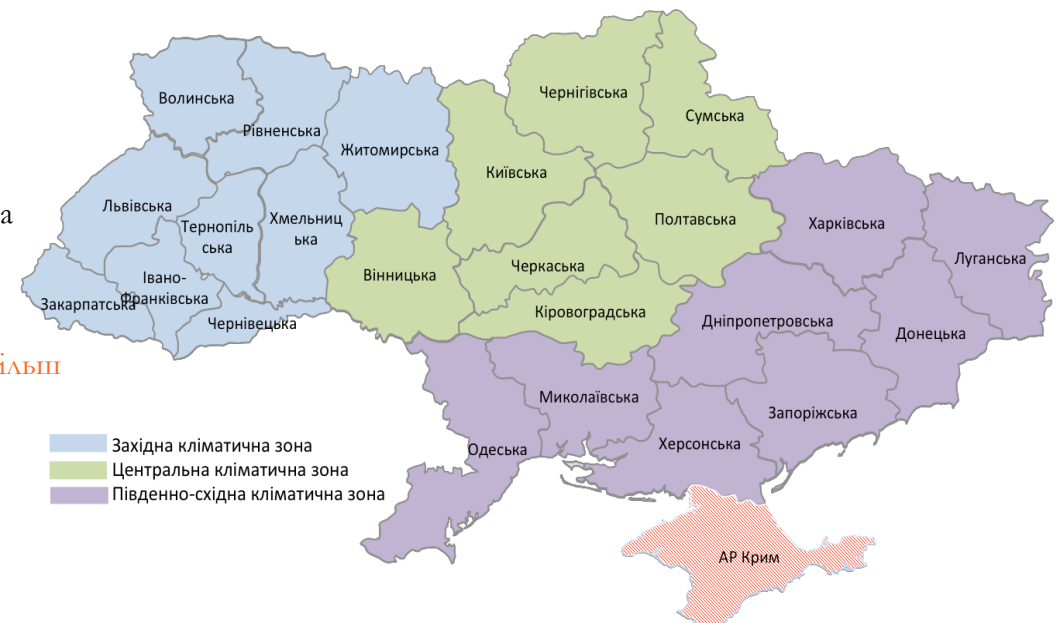 Чернігівська
Волинська
Сумська
Рівненська
Житомирська
Київська
Львівська
а
Тернопіль
ська
Хмельниц
ька
Полтавська
Харківська
Луганська
Вінницька
Черкаська
Івано-
Франківська
Закарпатська
Чернівецька
Кіровоградська
Дніпропетровська
Донецька
ільш
Миколаївська
Запоріжська
Херсонська
Одеська
Західна кліматична зона
Центральна кліматична зона
Південно-східна кліматична зона
АР Крим